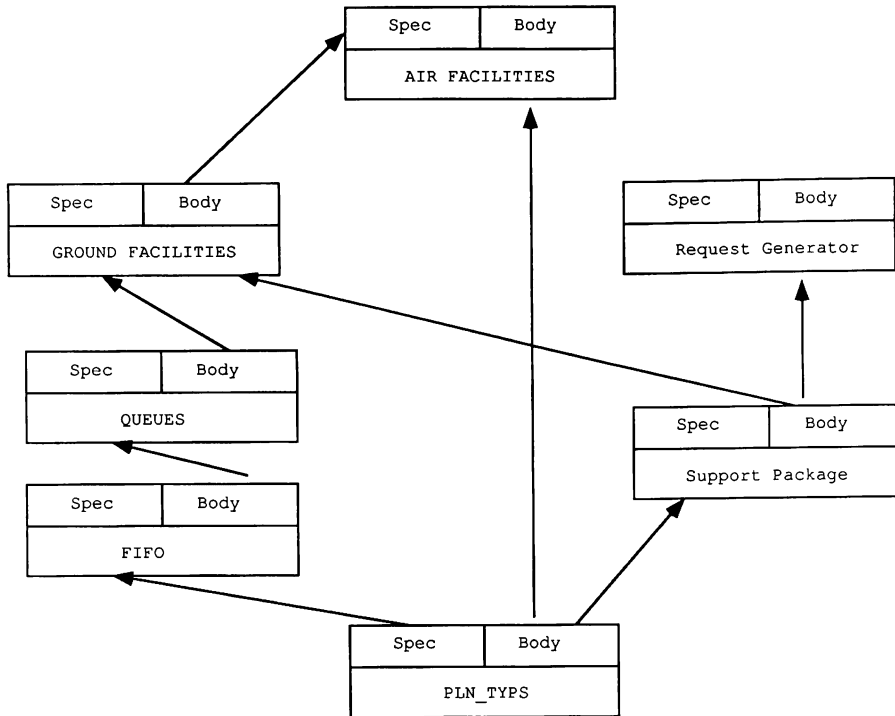 Spec Body
AIR FACILITIES
Spec Body
GROUND FACILITIES
Spec Body
Request Generator
Spec Body
QUEUES
Spec Body
Support Package
Spec Body
FIFO
Spec Body
PLN_TYPS